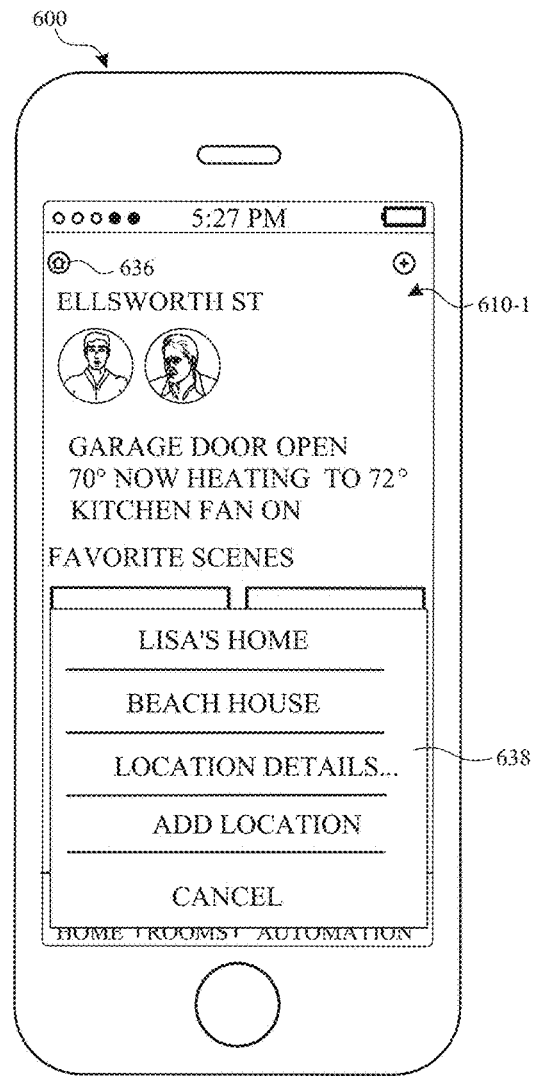 600
5:27 PM
636
610-1
ELLSWORTH ST
GARAGE DOOR OPEN
70° NOW HEATING TO 72°
KITCHEN FAN ON
FAVORITE SCENES
LISA'S HOME
BEACH HOUSE
LOCATION DETAILS...
638
ADD LOCATION
CANCEL
HOME ROOMS AUTOMATION